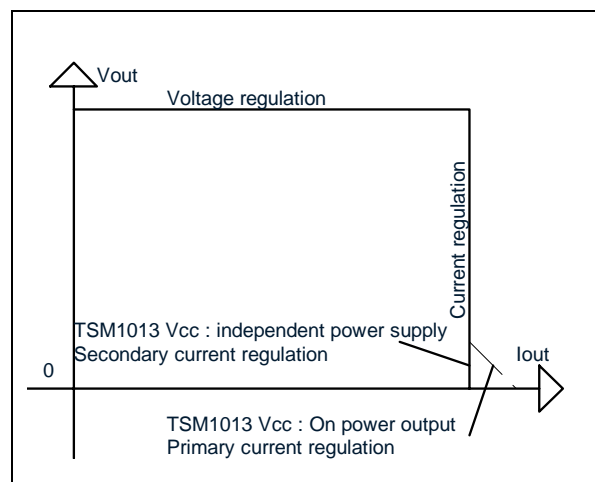 Vout
Voltage regulation
Current regulation
TSM1013 Vcc : independent power supply
Secondary current regulation
0
Iout
TSM1013 Vcc : On power output
Primary current regulation